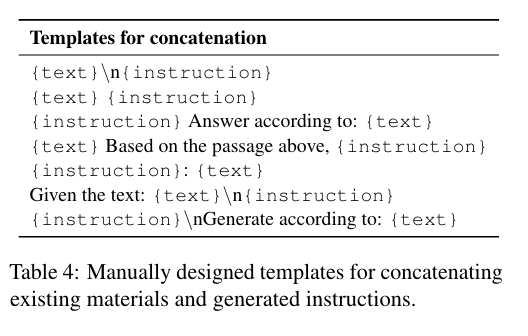 Templates for concatenation
{text}\n{instruction}
{text} {instruction}
{instruction} Answer according to: {text}
{text} Based on the passage above, {instruction}
{instruction}: {text}
Given the text: {text}\n{instruction}
{instruction}\nGenerate according to: {text}
Table 4: Manually designed templates for concatenating
existing materials and generated instructions.